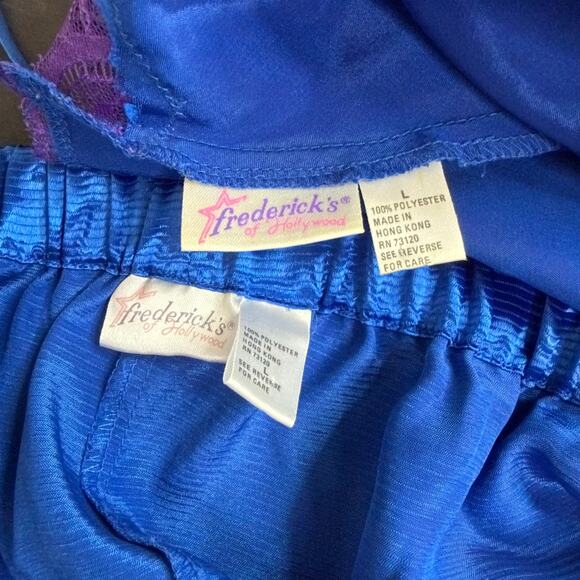 frederick's®
of Hollywood
L
100% POLYESTER
MADE IN
HONG KONG
RN 73120
SEE REVERSE
FOR CARE
frederick's®
of Hollywood
100% POLYESTER
MADE IN
HONG KONG
RN 73120
L
SEE REVERSE
FOR CARE